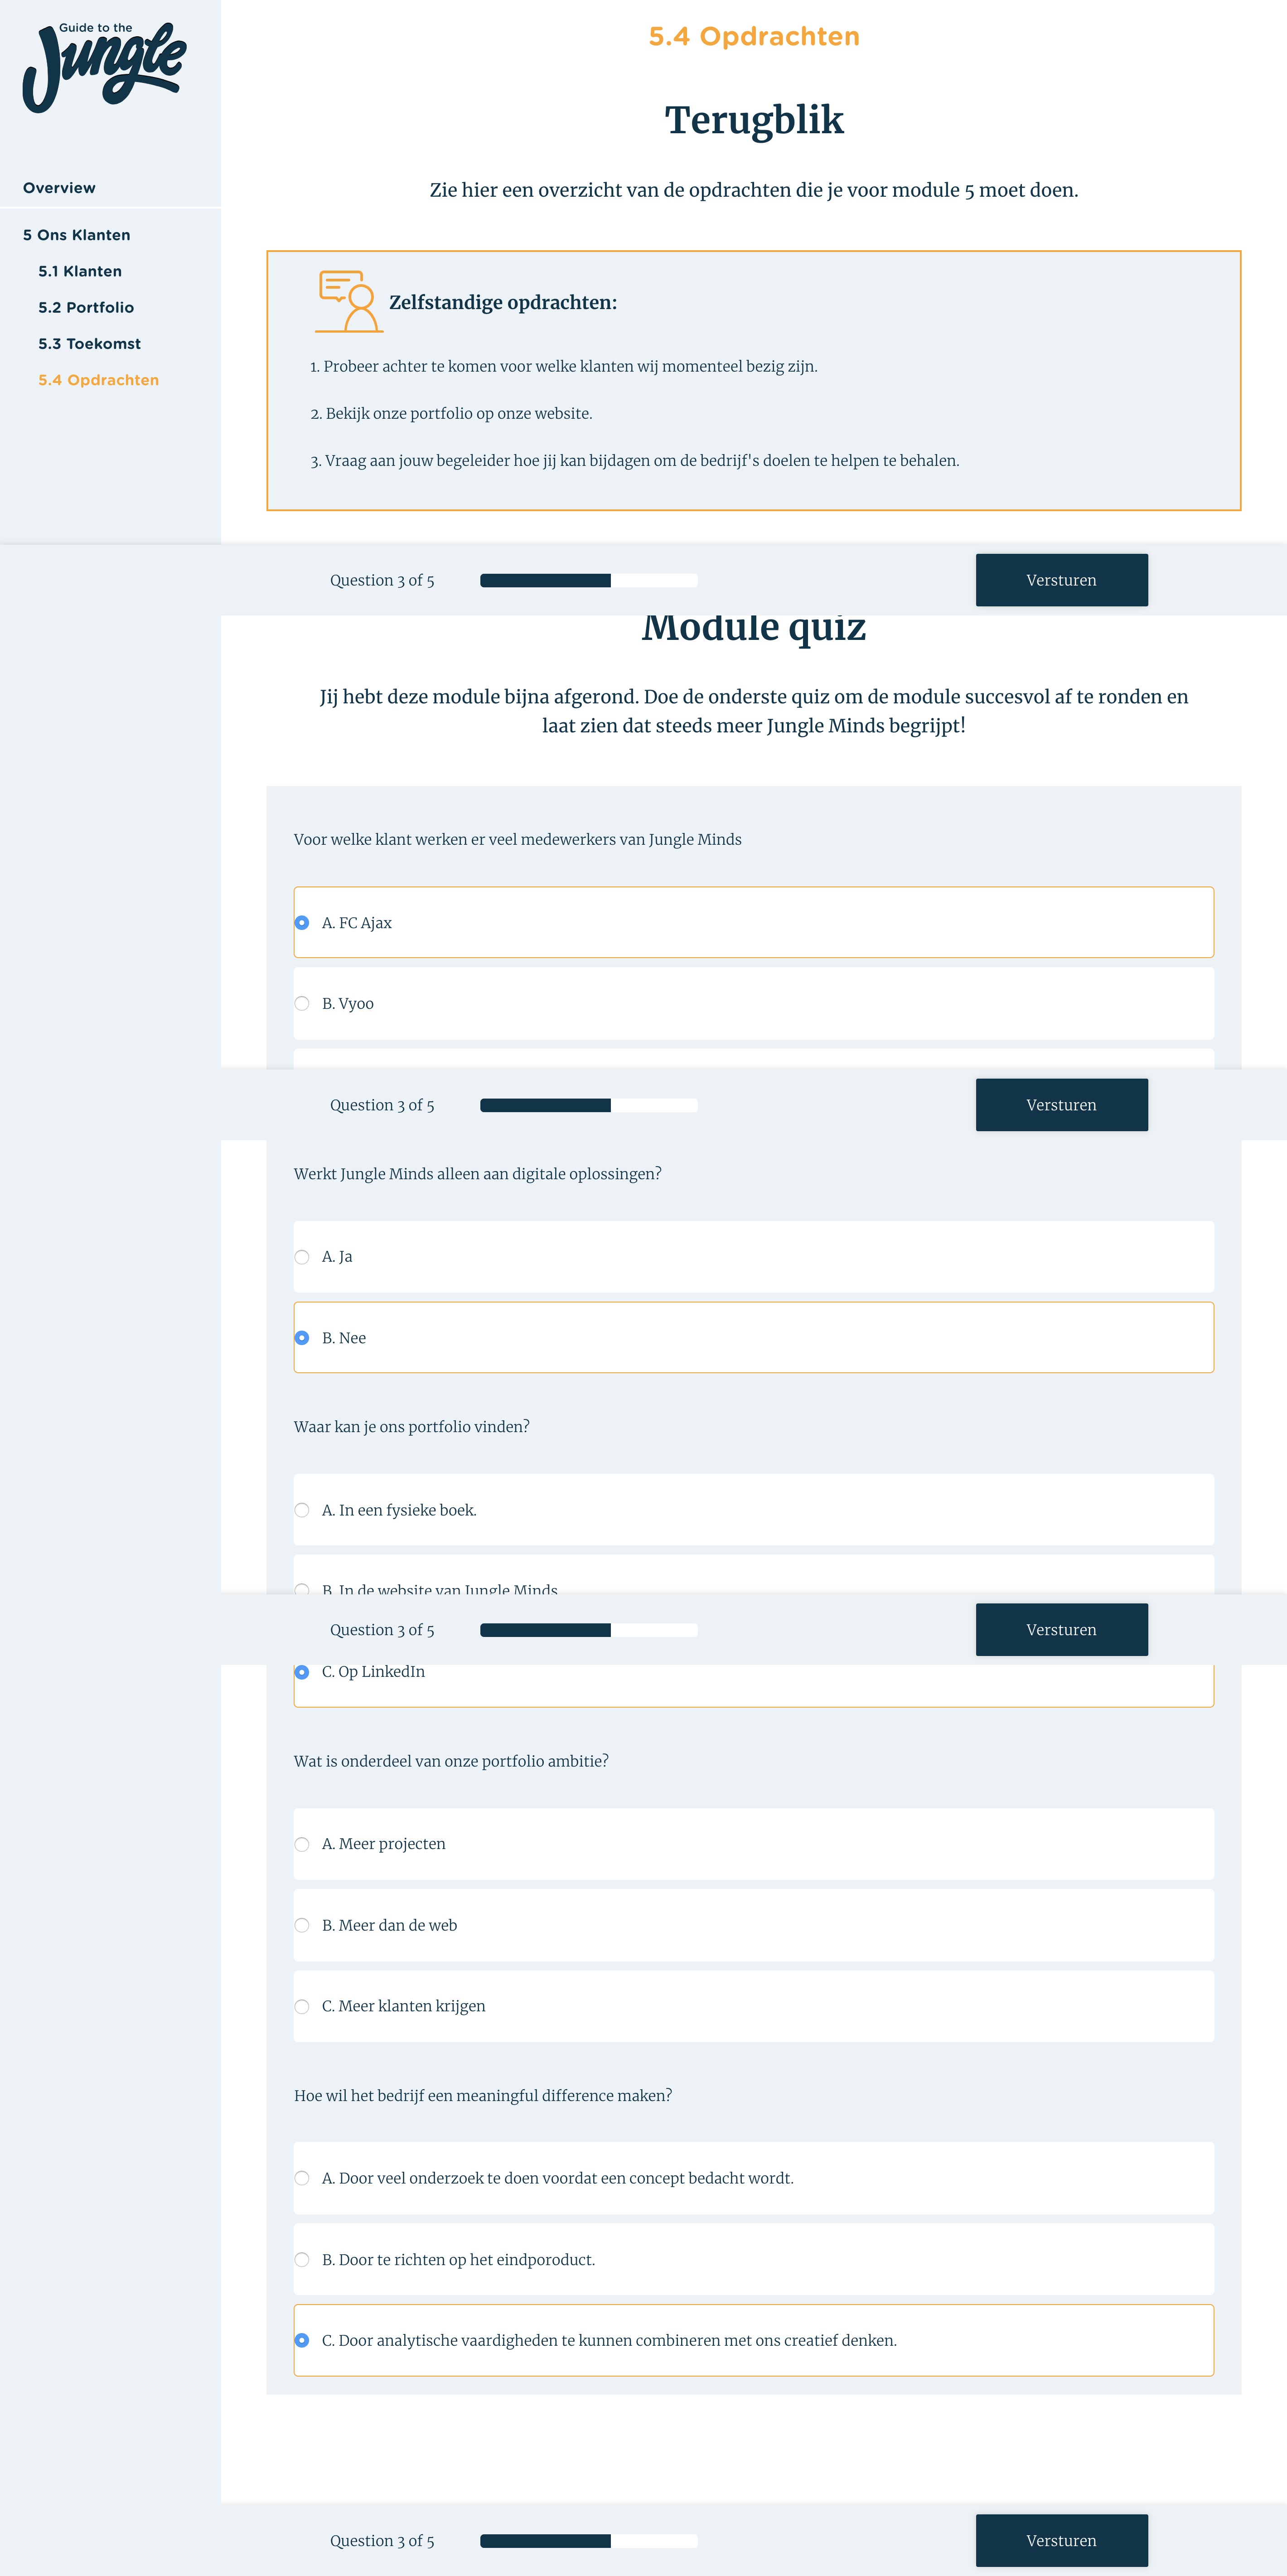 Guide to the
Jungle
Overview
5 Ons Klanten
5.1 Klanten
5.2 Portfolio
5.3 Toekomst
5.4 Opdrachten
5.4 Opdrachten
Terugblik
Zie hier een overzicht van de opdrachten die je voor module 5 moet doen.
Zelfstandige opdrachten:
1. Probeer achter te komen voor welke klanten wij momenteel bezig zijn.
2. Bekijk onze portfolio op onze website.
3. Vraag aan jouw begeleider hoe jij kan bijdagen om de bedrijf's doelen te helpen te behalen.
Question 3 of 5
Versturen
Module quiz
Jij hebt deze module bijna afgerond. Doe de onderste quiz om de module succesvol af te ronden en
laat zien dat steeds meer Jungle Minds begrijpt!
Voor welke klant werken er veel medewerkers van Jungle Minds
A. FC Ajax
B. Vyoo
Question 3 of 5
Versturen
Werkt Jungle Minds alleen aan digitale oplossingen?
A. Ja
B. Nee
Waar kan je ons portfolio vinden?
A. In een fysieke boek.
B. In de website van Jungle Minds
Question 3 of 5
Versturen
C. Op LinkedIn
Wat is onderdeel van onze portfolio ambitie?
A. Meer projecten
B. Meer dan de web
C. Meer klanten krijgen
Hoe wil het bedrijf een meaningful difference maken?
A. Door veel onderzoek te doen voordat een concept bedacht wordt.
B. Door te richten op het eindporoduct.
C. Door analytische vaardigheden te kunnen combineren met ons creatief denken.
Question 3 of 5
Versturen